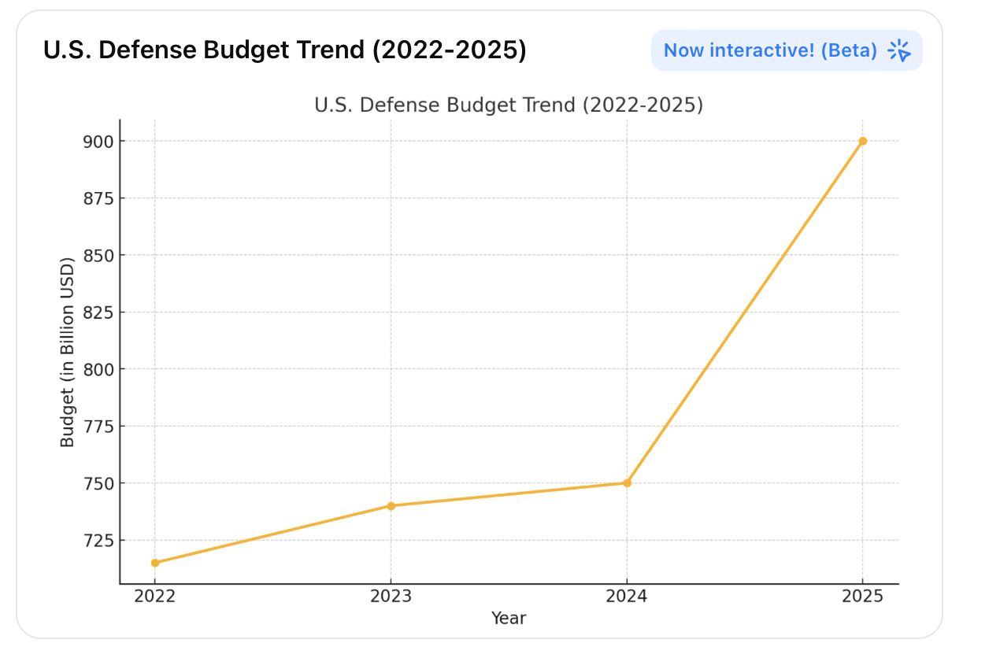 U.S. Defense Budget Trend (2022-2025)
Now interactive! (Beta)
U.S. Defense Budget Trend (2022-2025)
900
875
850
825
800
775
750
725
Budget (in Billion USD)
2022 2023 2024 2025
Year